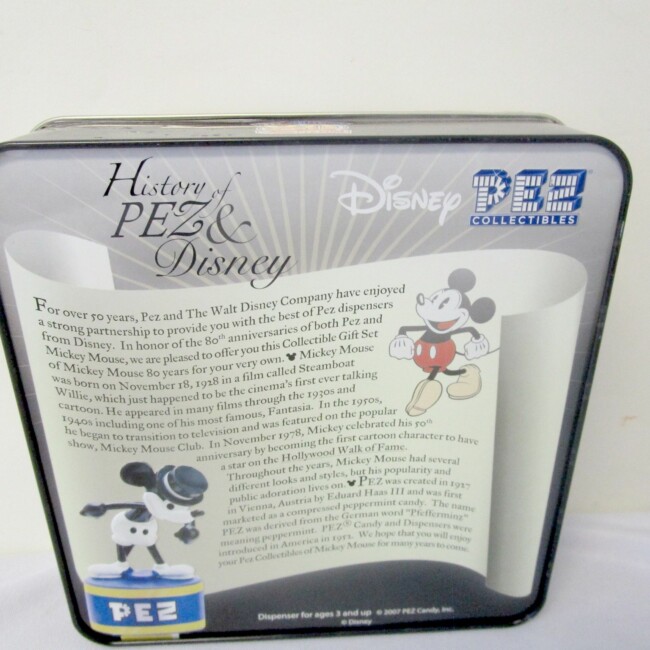 History of
PEZ &
Disney
Disney
PEZ
COLLECTIBLES
For over 50 years, Pez and The Walt Disney Company have enjoyed
a strong partnership to provide you with the best of Pez dispensers
from Disney. In honor of the 80th anniversaries of both Pez and
Mickey Mouse, we are pleased to offer you this Collectible Gift Set
of Mickey Mouse 80 years for your very own. Mickey Mouse
was born on November 18, 1928 in a film called Steamboat
Willie, which just happened to be the cinema's first ever talking
cartoon. He appeared in many films through the 1930s and
1940s including one of his most famous, Fantasia. In the 1950s,
he began to transition to television and was featured on the popular
show, Mickey Mouse Club. In November 1978, Mickey celebrated his 50th
anniversary by becoming the first cartoon character to have
a star on the Hollywood Walk of Fame.
Throughout the years, Mickey Mouse had several
different looks and styles, but his popularity and
public adoration lives on. PEZ was created in 1927
in Vienna, Austria by Eduard Haas III and was first
marketed as a compressed peppermint candy. The name
PEZ was derived from the German word "Pfefferming"
meaning peppermint. PEZ® Candy and Dispensers were
introduced in America in 1952. We hope that you will enjoy
your Pez Collectibles of Mickey Mouse for many years to come.
PEZ
Dispenser for ages 3 and up © 2007 PEZ Candy, Inc.
© Disney